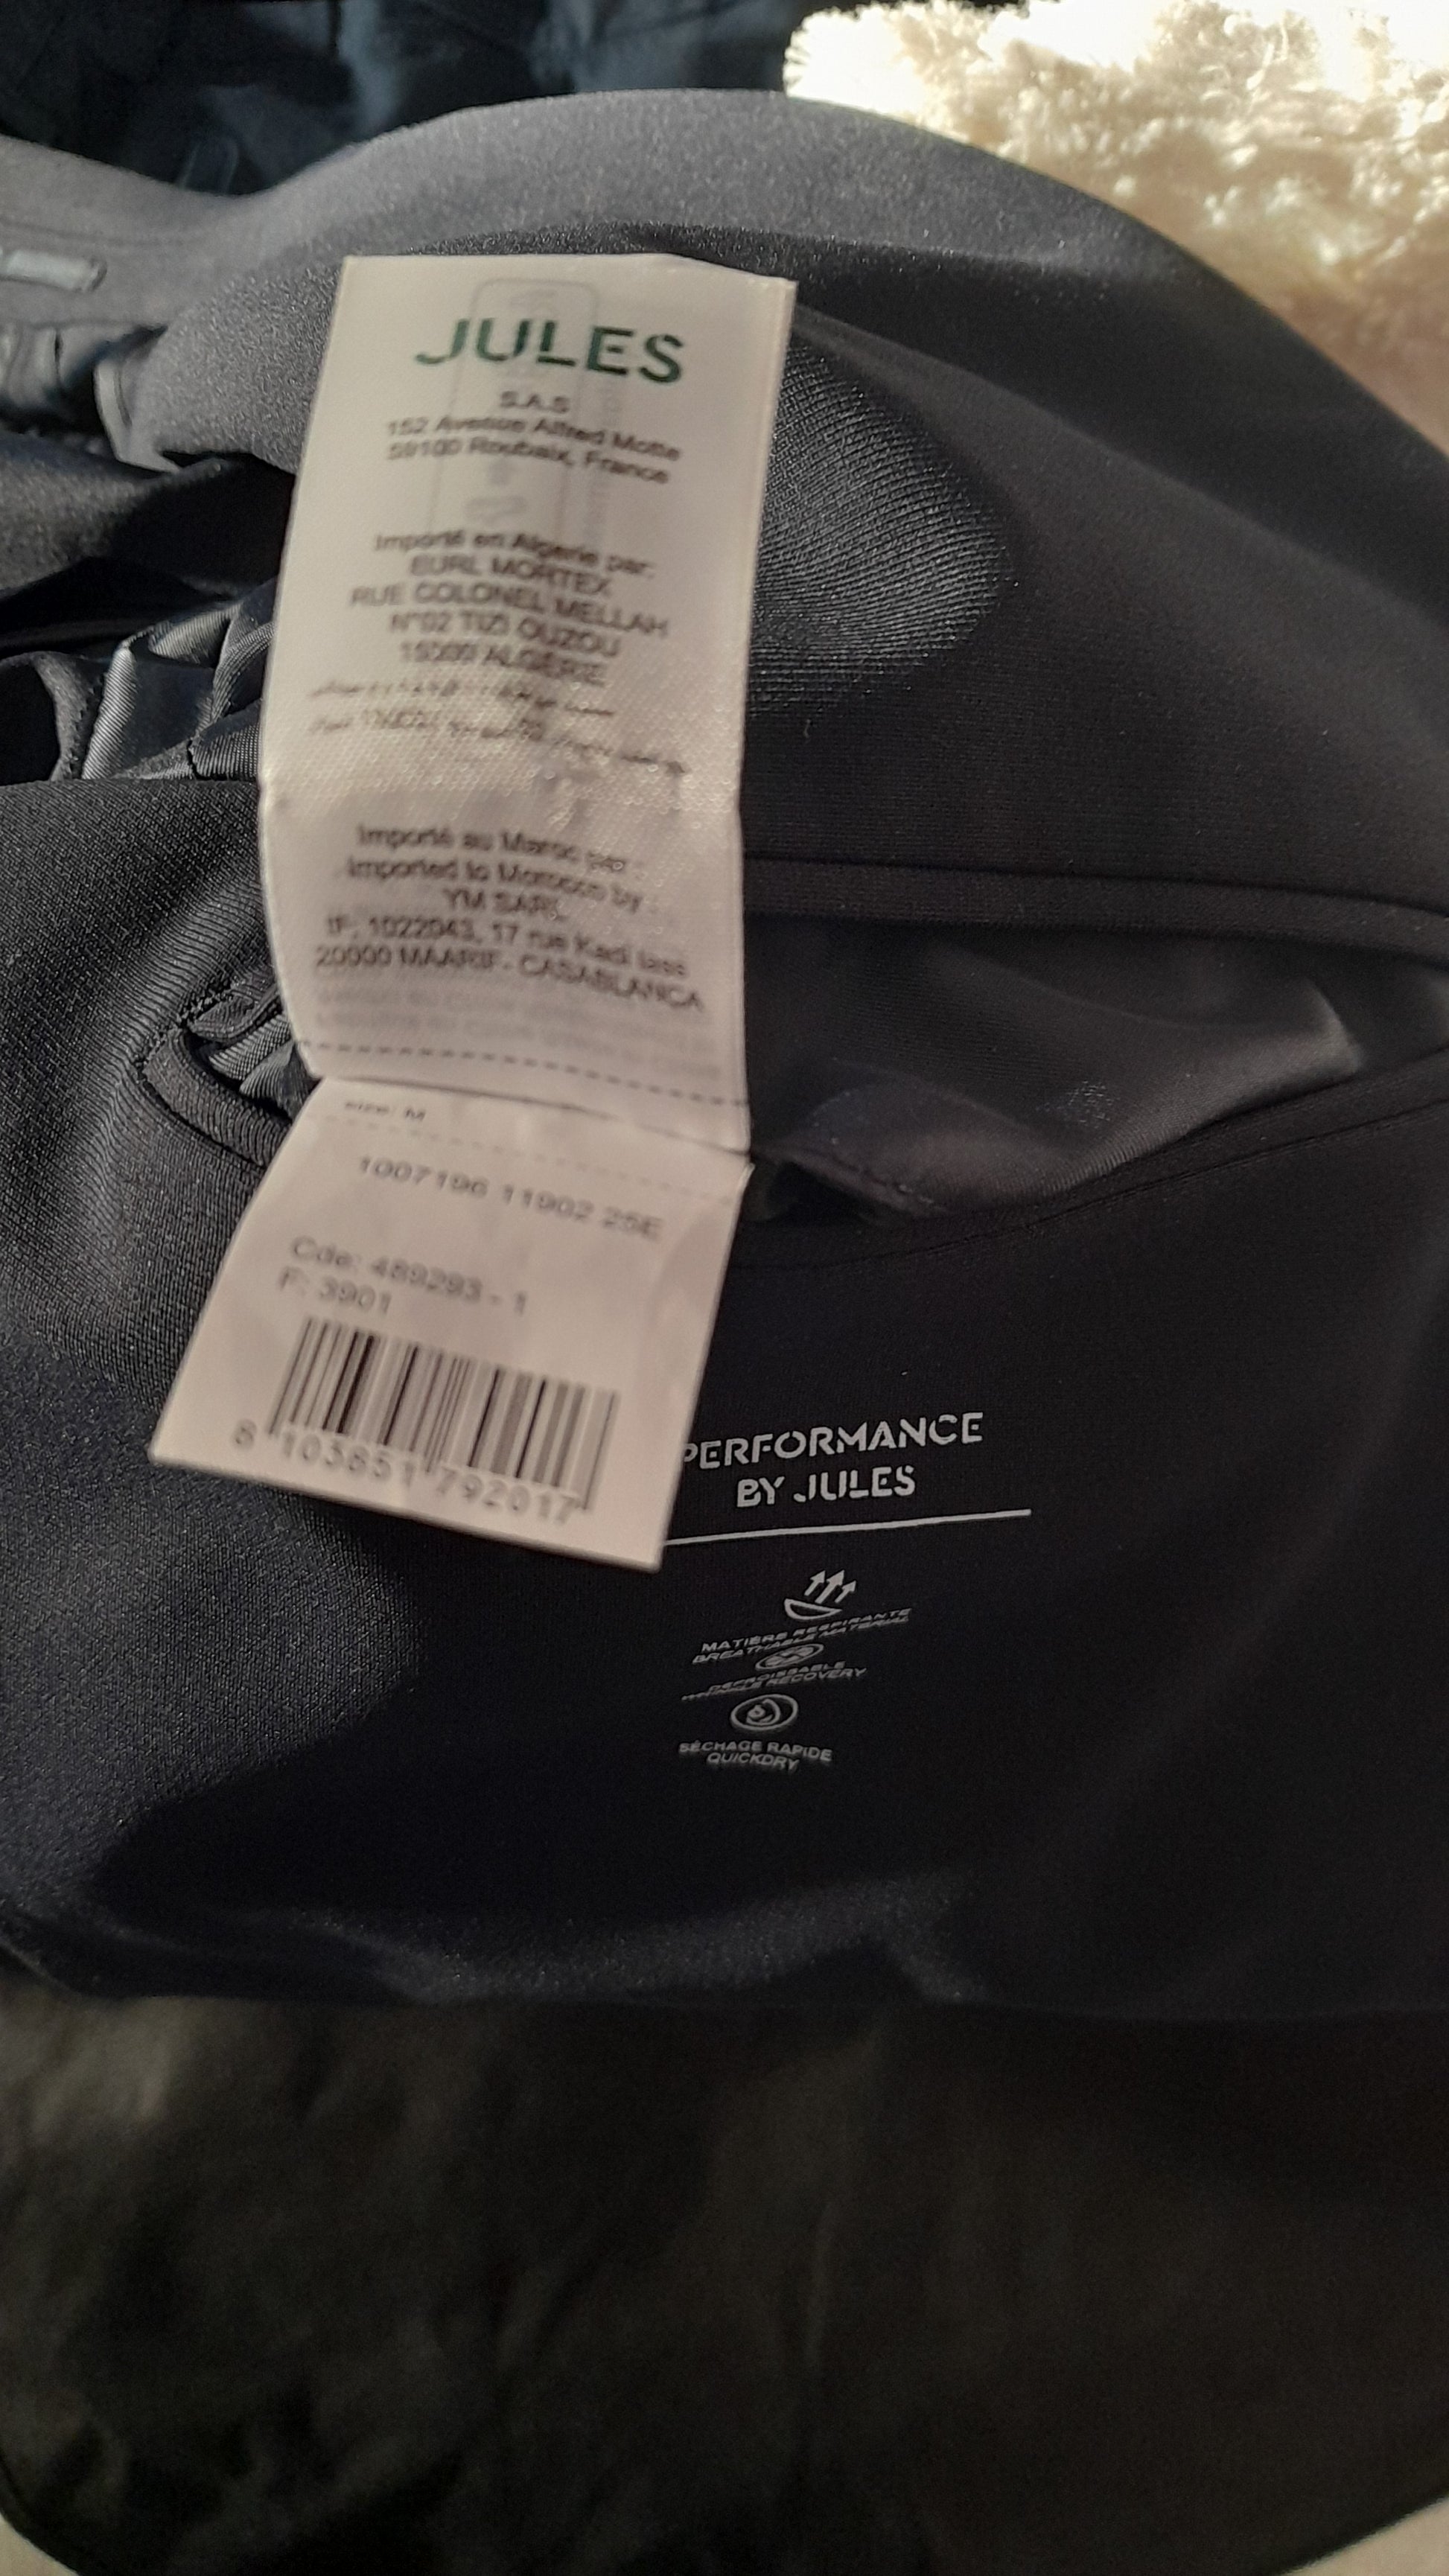 JULES
S.A.S
152 Avenue Alfred Motte
59100 Roubaix, France
Importé en Algerie par:
EURL MORTEX
RUE COLONEL MELLAH
N°02 TIZI OUZOU
15000 ALGÉRIE
Importé au Maroc par :
Imported to Morocco by :
YM SARL
IF: 1022043, 17 rue Kadi Iass
20000 MAARIF - CASABLANCA
Size: M
1007196 11902 25E
Cde: 489293 - 1
F: 3901
8 103851 792017
PERFORMANCE
BY JULES
MATIÈRE RESPIRANTE
BREATHABLE MATERIAL
DÉFROISSABLE
RECOVERY
SÉCHAGE RAPIDE
QUICKDRY